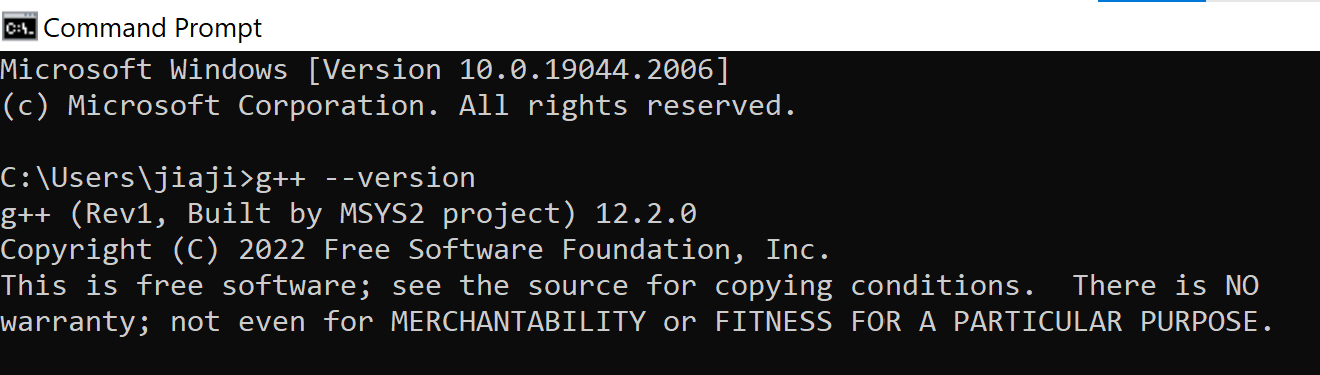 Command Prompt
Microsoft Windows [Version 10.0.19044.2006]
(c) Microsoft Corporation. All rights reserved.
C:\Users\jiaji>g++ --version
g++ (Rev1, Built by MSYS2 project) 12.2.0
Copyright (C) 2022 Free Software Foundation, Inc.
This is free software; see the source for copying conditions.  There is NO
warranty; not even for MERCHANTABILITY or FITNESS FOR A PARTICULAR PURPOSE.